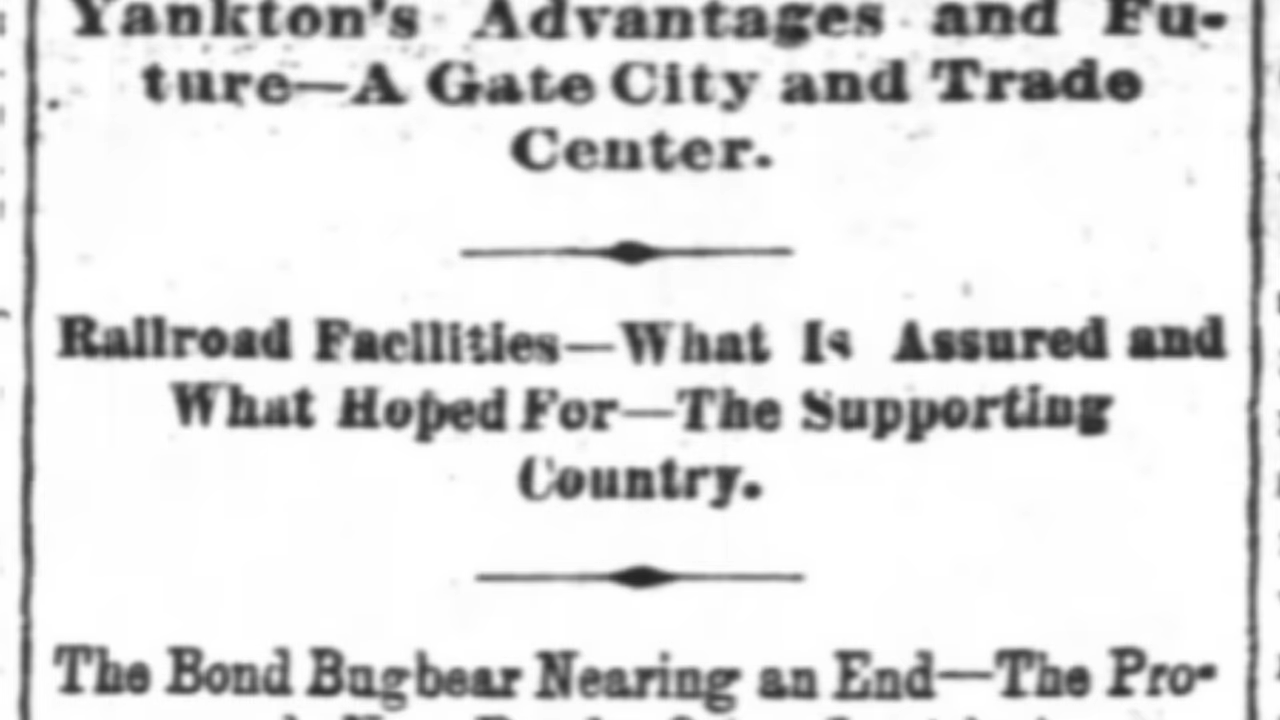 Yankton's Advantages and Fu-
ture—A Gate City and Trade
Center.
Railroad Facilities—What Is Assured and
What Hoped For—The Supporting
Country.
The Bond Bugbear Nearing an End—The Pro-